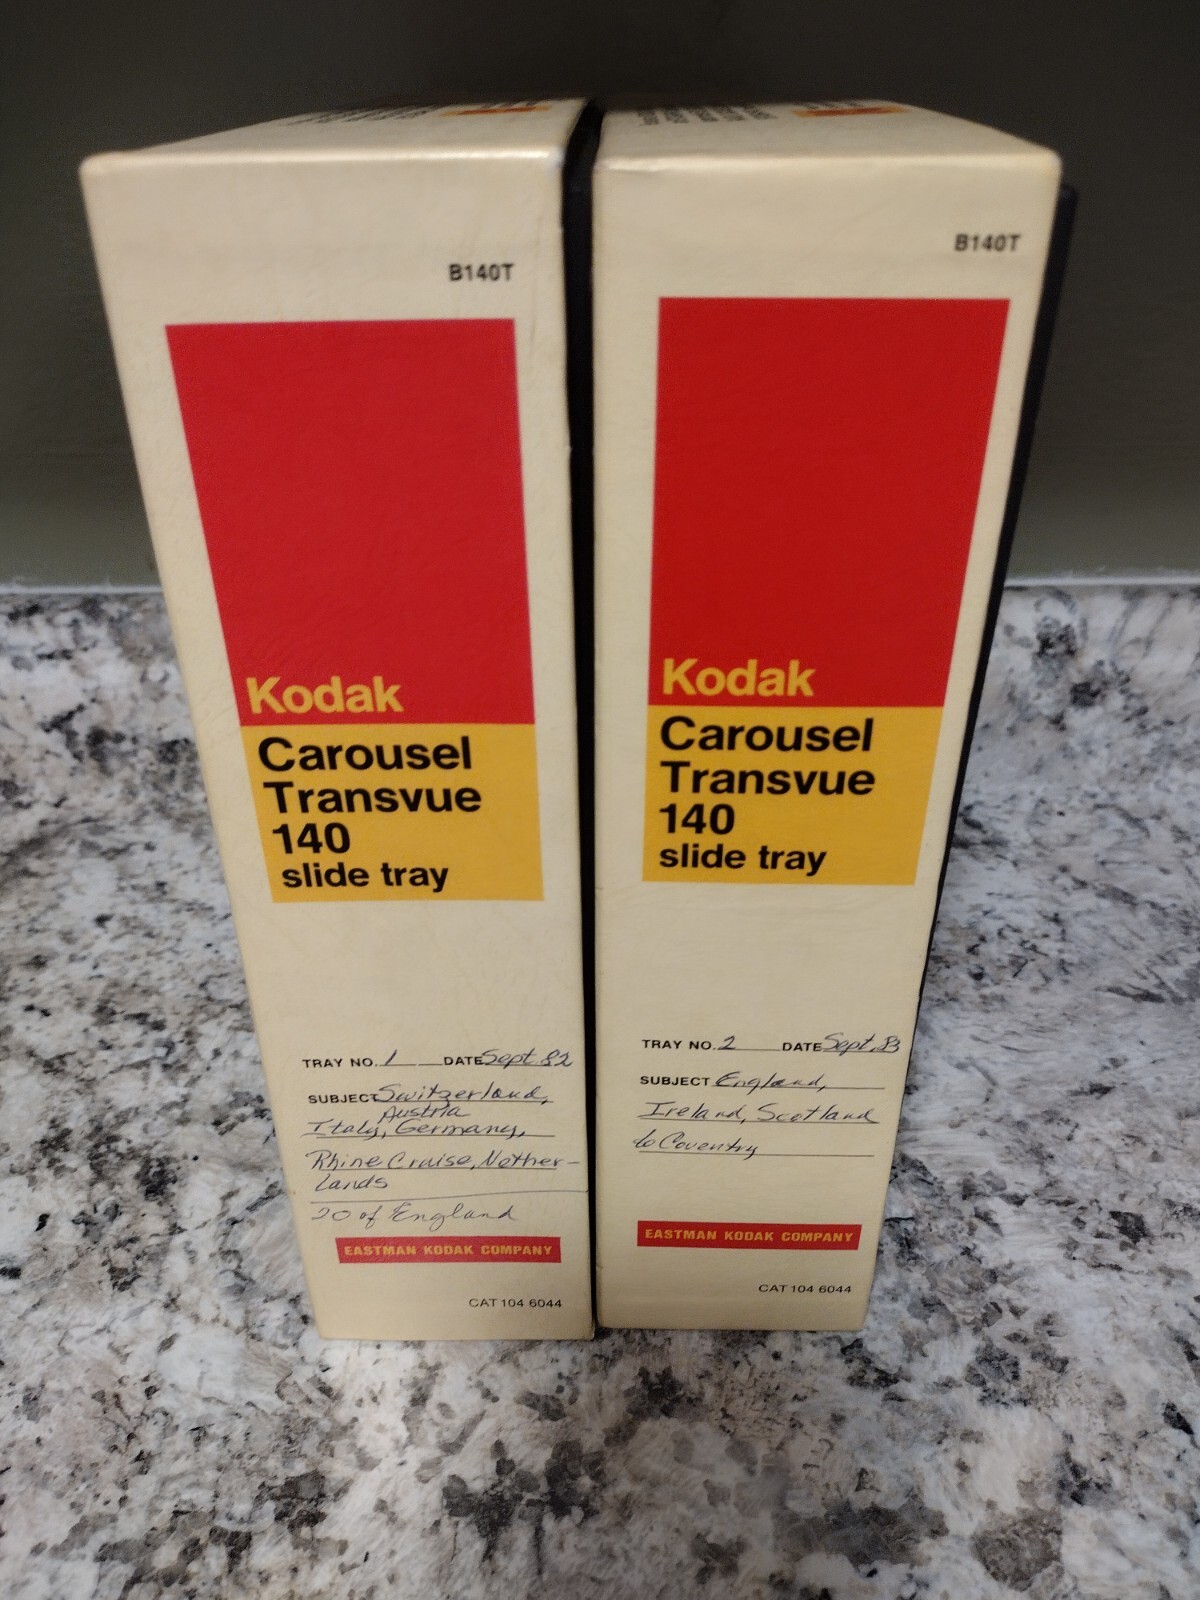 B140T
Kodak
Carousel
Transvue
140
slide tray
TRAY NO. 1 DATE Sept. 82
SUBJECT Switzerland,
Austria
Italy, Germany,
Rhine Cruise, Nether-
lands
20 of England
EASTMAN KODAK COMPANY
CAT 104 6044
B140T
Kodak
Carousel
Transvue
140
slide tray
TRAY NO. 2 DATE Sept. 83
SUBJECT England,
Ireland, Scotland
to Coventry
EASTMAN KODAK COMPANY
CAT 104 6044